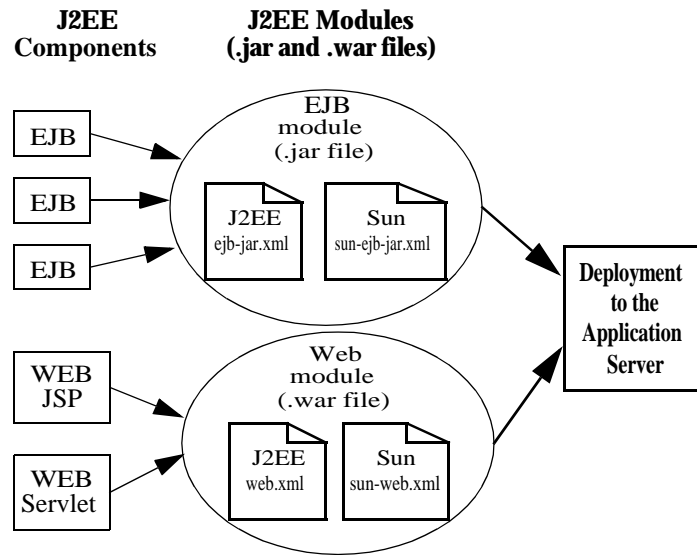 J2EE
Components
J2EE Modules
(.jar and .war files)
EJB
EJB
EJB
EJB
module
(.jar file)
J2EE
ejb-jar.xml
Sun
sun-ejb-jar.xml
WEB
JSP
WEB
Servlet
Web
module
(.war file)
J2EE
web.xml
Sun
sun-web.xml
Deployment
to the
Application
Server